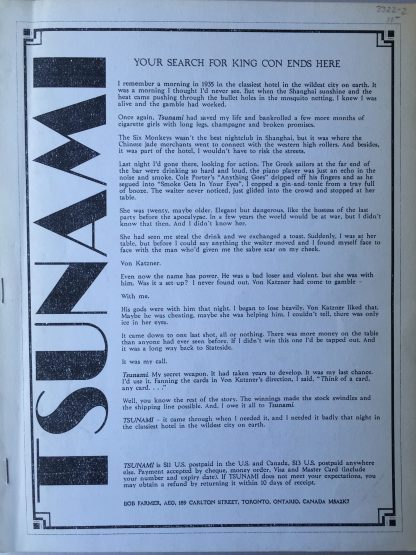 3322-2
TSUNAMI
YOUR SEARCH FOR KING CON ENDS HERE
I remember a morning in 1935 in the classiest hotel in the wildest city on earth. It
was a morning I thought I'd never see. But when the Shanghai sunshine and the
heat came pushing through the bullet holes in the mosquito netting, I knew I was
alive and the gamble had worked.
Once again, Tsunami had saved my life and bankrolled a few more months of
cigarette girls with long legs, champagne and broken promises.
The Six Monkeys wasn't the best nightclub in Shanghai, but it was where the
Chinese jade merchants went to connect with the western high rollers. And besides,
it was part of the hotel, I wouldn't have to risk the streets.
Last night I'd gone there, looking for action. The Greek sailors at the far end of
the bar were drinking so hard and loud, the piano player was just an echo in the
noise and smoke. Cole Porter's "Anything Goes" dripped off his fingers and as he
segued into "Smoke Gets In Your Eyes", I copped a gin-and-tonic from a tray full
of booze. The waiter never noticed, just glided into the crowd and stopped at her
table.
She was twenty, maybe older. Elegant but dangerous, like the hostess of the last
party before the apocalypse. In a few years the world would be at war, but I didn't
know that then. And I didn't know her.
She had seen me steal the drink and we exchanged a toast. Suddenly, I was at her
table, but before I could say anything the waiter moved and I found myself face to
face with the man who'd given me the sabre scar on my cheek.
Von Katzner.
Even now the name has power. He was a bad loser and violent, but she was with
him. Was it a set-up? I never found out. Von Katzner had come to gamble -
With me.
His gods were with him that night. I began to lose heavily. Von Katzner liked that.
Maybe he was cheating, maybe she was helping him. I couldn't tell, there was only
ice in her eyes.
It came down to one last shot, all or nothing. There was more money on the table
than anyone had ever seen before. If I didn't win this one I'd be tapped out. And
it was a long way back to Stateside.
It was my call.
Tsunami My secret weapon. It had taken years to develop. It was my last chance.
I'd use it. Fanning the cards in Von Katzner's direction, I said, "Think of a card,
any card. . . ."
Well, you know the rest of the story. The winnings made the stock swindles and
the shipping line possible. And, I owe it all to Tsunami.
TSUNAMI - it came through when I needed it, and I needed it badly that night in
the classiest hotel in the wildest city on earth.
TSUNAMI is $11 U.S. postpaid in the U.S. and Canada, $13 U.S. postpaid anywhere
else. Payment accepted by cheque, money order, Visa and Master Card (include
your number and expiry date). If TSUNAMI does not meet your expectations, you
may obtain a refund by returning it within 10 days of receipt.
BOB FARMER, AEG, 189 CARLTON STREET, TORONTO, ONTARIO, CANADA M5A2K7